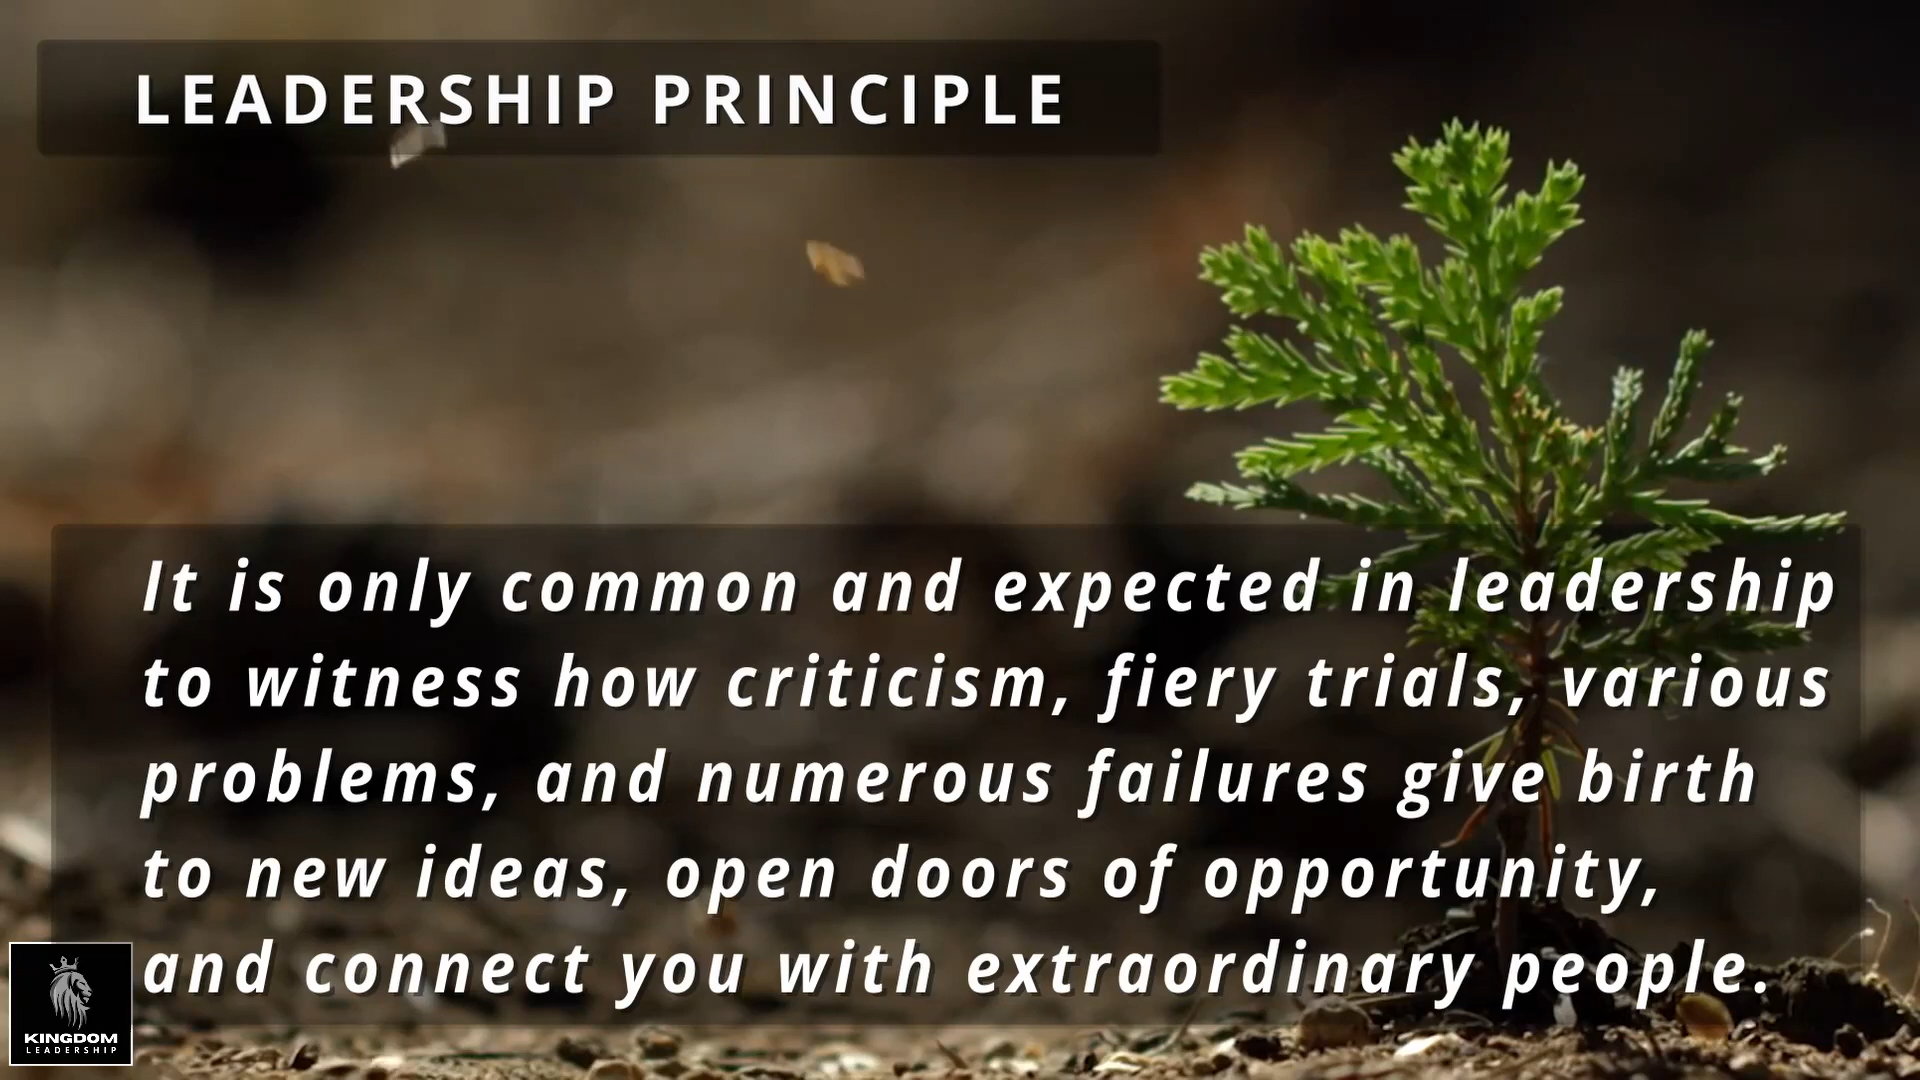 LEADERSHIP PRINCIPLE
It is only common and expected in leadership
to witness how criticism, fiery trials, various
problems, and numerous failures give birth
to new ideas, open doors of opportunity,
and connect you with extraordinary people.
KINGDOM
LEADERSHIP